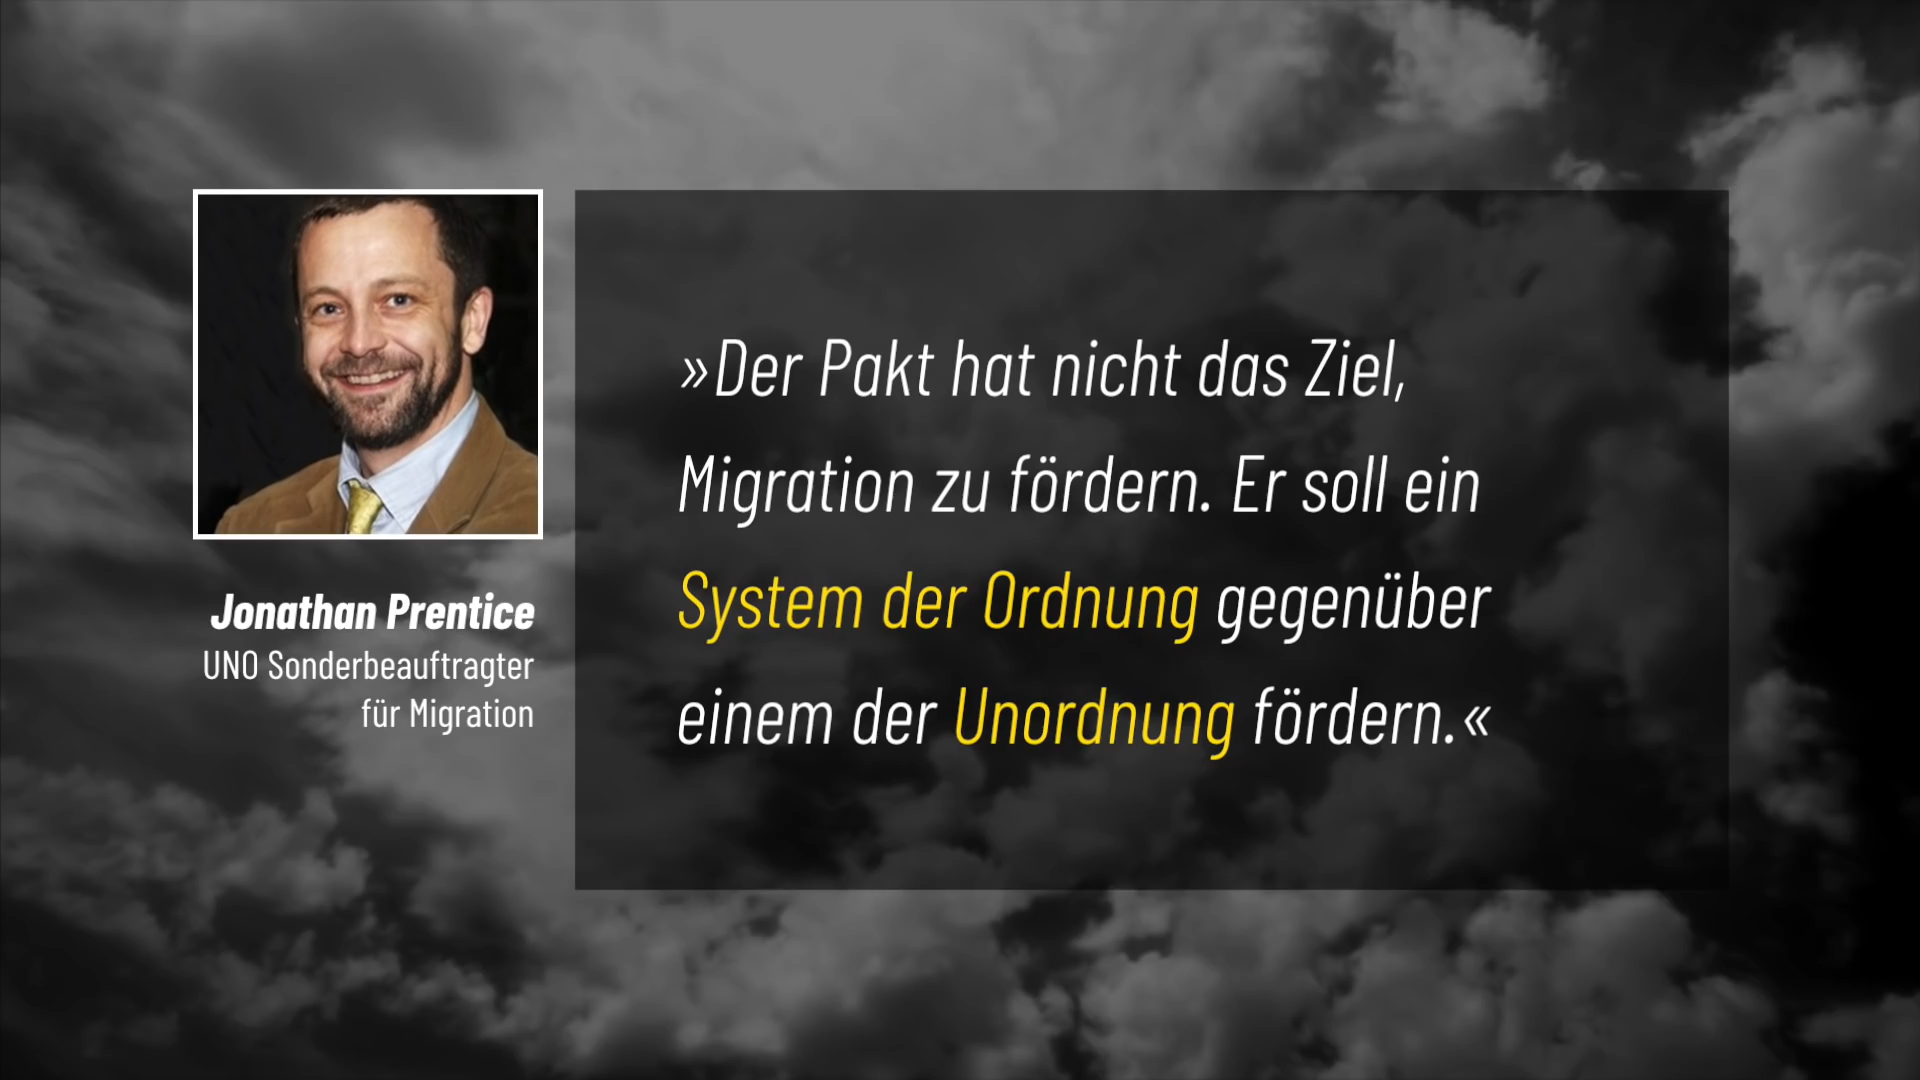 Jonathan Prentice
UNO Sonderbeauftragter
für Migration
»Der Pakt hat nicht das Ziel,
Migration zu fördern. Er soll ein
System der Ordnung gegenüber
einem der Unordnung fördern.«